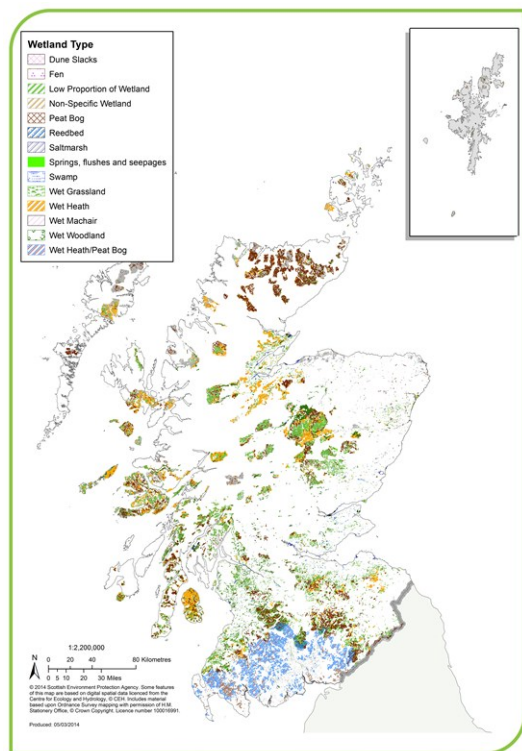 Wetland Type
Dune Slacks
Fen
Low Proportion of Wetland
Non-Specific Wetland
Peat Bog
Reedbed
Saltmarsh
Springs, flushes and seepages
Swamp
Wet Grassland
Wet Heath
Wet Machair
Wet Woodland
Wet Heath/Peat Bog
N
1:2,200,000
0 20 40 80 Kilometres
0 5 10 20 30 Miles
© 2014 Scottish Environment Protection Agency. Some features
of this map are based on digital spatial data licenced from the
Centre for Ecology and Hydrology, © CEH. Includes material
based upon Ordnance Survey mapping with permission of H.M.
Stationery Office, © Crown Copyright. Licence number 100016991.
Produced: 05/03/2014